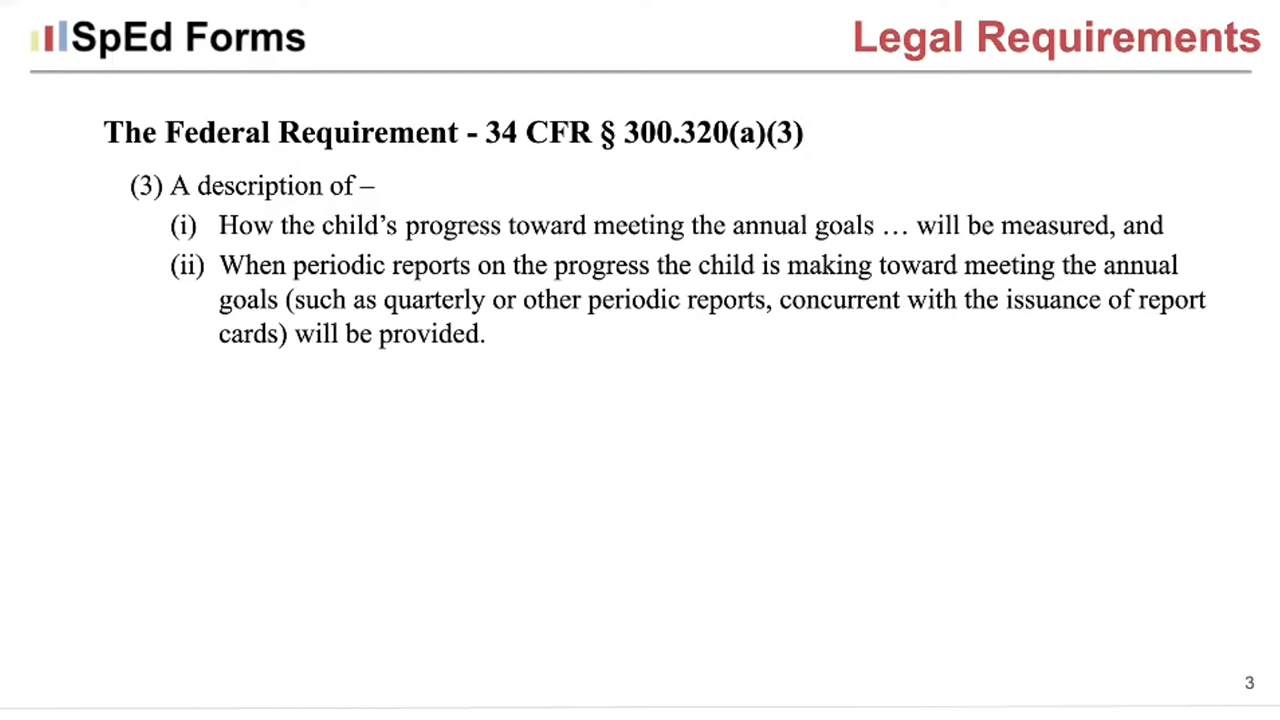 SpEd Forms
Legal Requirements
The Federal Requirement - 34 CFR § 300.320(a)(3)
(3) A description of –
(i) How the child’s progress toward meeting the annual goals … will be measured, and
(ii) When periodic reports on the progress the child is making toward meeting the annual
goals (such as quarterly or other periodic reports, concurrent with the issuance of report
cards) will be provided.
3